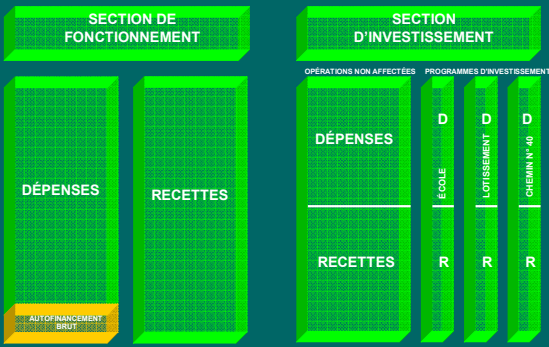 SECTION DE
FONCTIONNEMENT
SECTION
D'INVESTISSEMENT
OPÉRATIONS NON AFFECTÉES
PROGRAMMES D'INVESTISSEMENT
DÉPENSES
RECETTES
AUTOFINANCEMENT
BRUT
DÉPENSES
RECETTES
D
ÉCOLE
R
D
LOTISSEMENT
R
D
CHEMIN N° 40
R